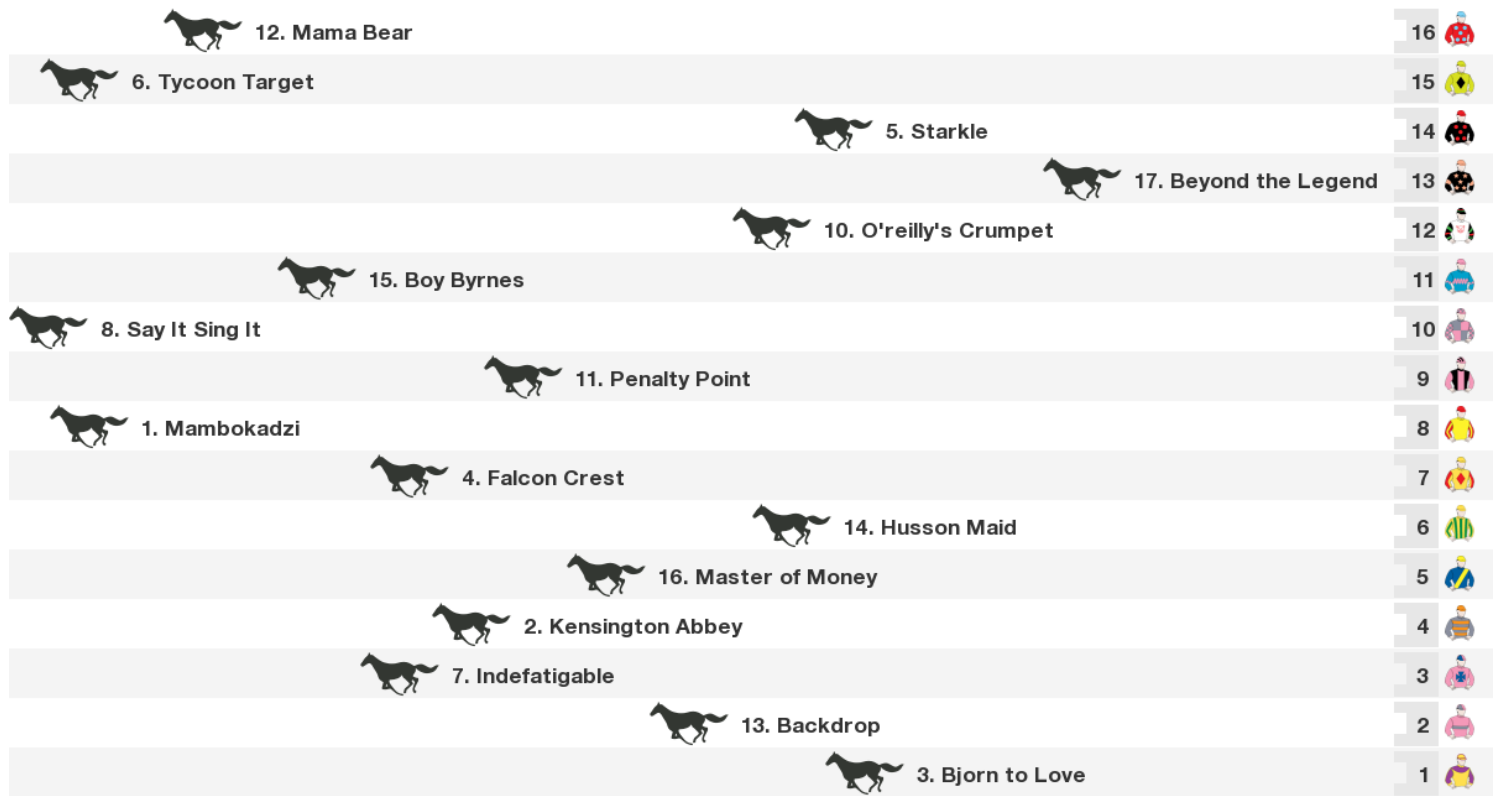 12. Mama Bear 16
6. Tycoon Target 15
5. Starkle 14
17. Beyond the Legend 13
10. O'reilly's Crumpet 12
15. Boy Byrnes 11
8. Say It Sing It 10
11. Penalty Point 9
1. Mambokadzi 8
4. Falcon Crest 7
14. Husson Maid 6
16. Master of Money 5
2. Kensington Abbey 4
7. Indefatigable 3
13. Backdrop 2
3. Bjorn to Love 1